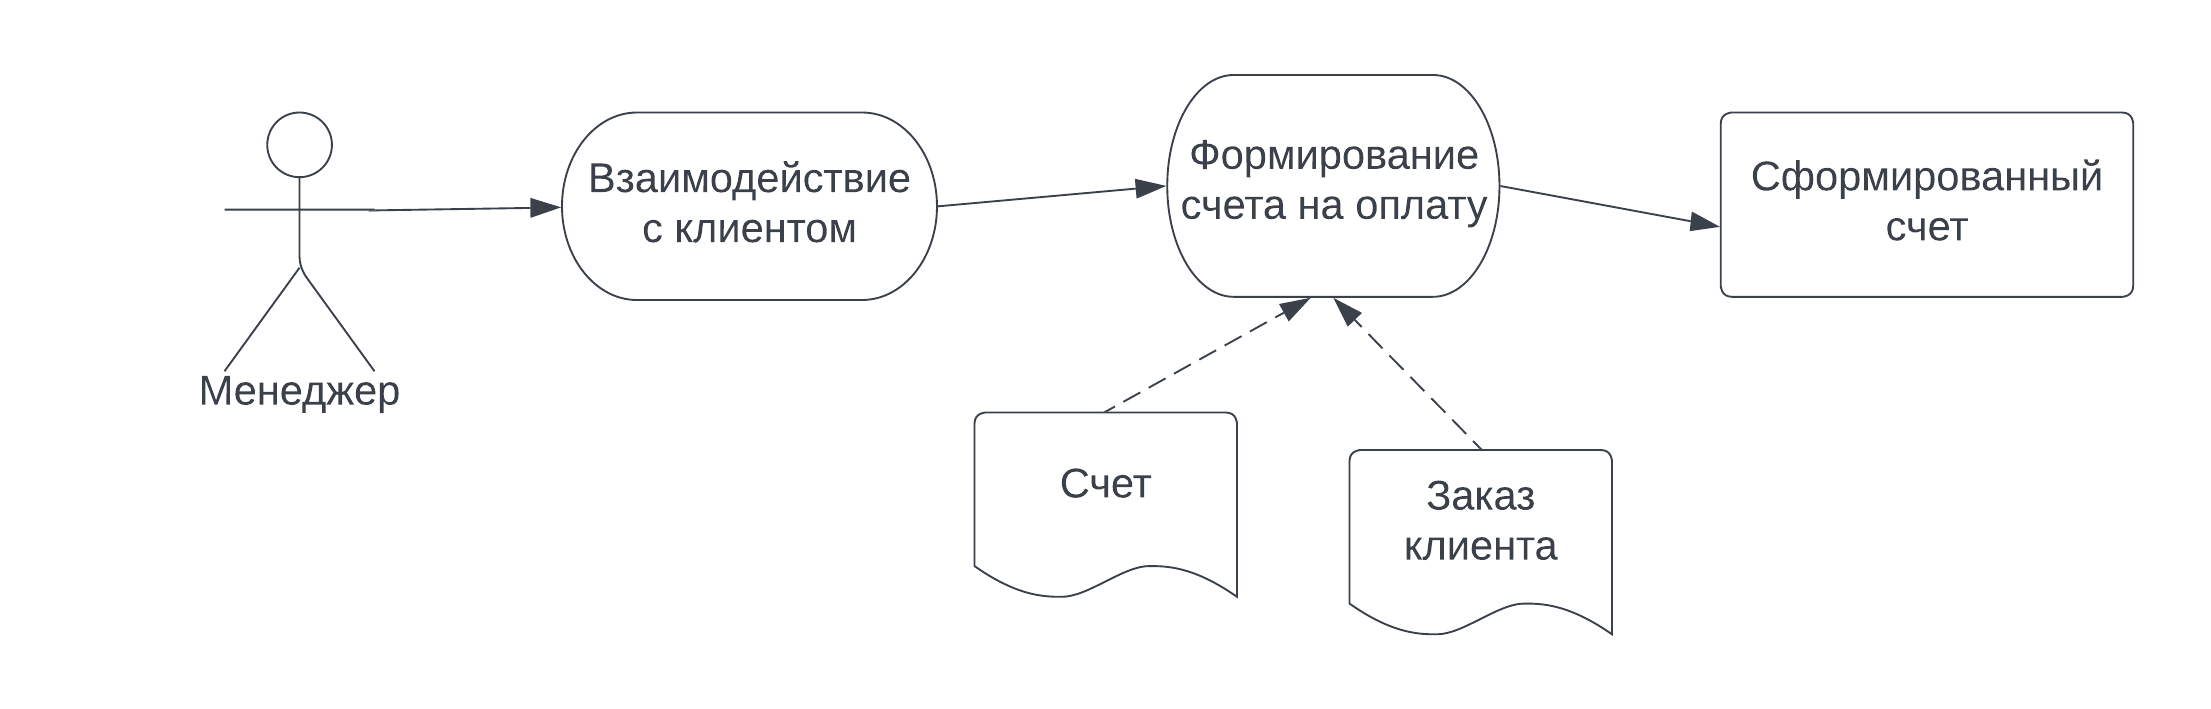 Менеджер
Взаимодействие
с клиентом
Формирование
счета на оплату
Сформированный
счет
Счет
Заказ
клиента